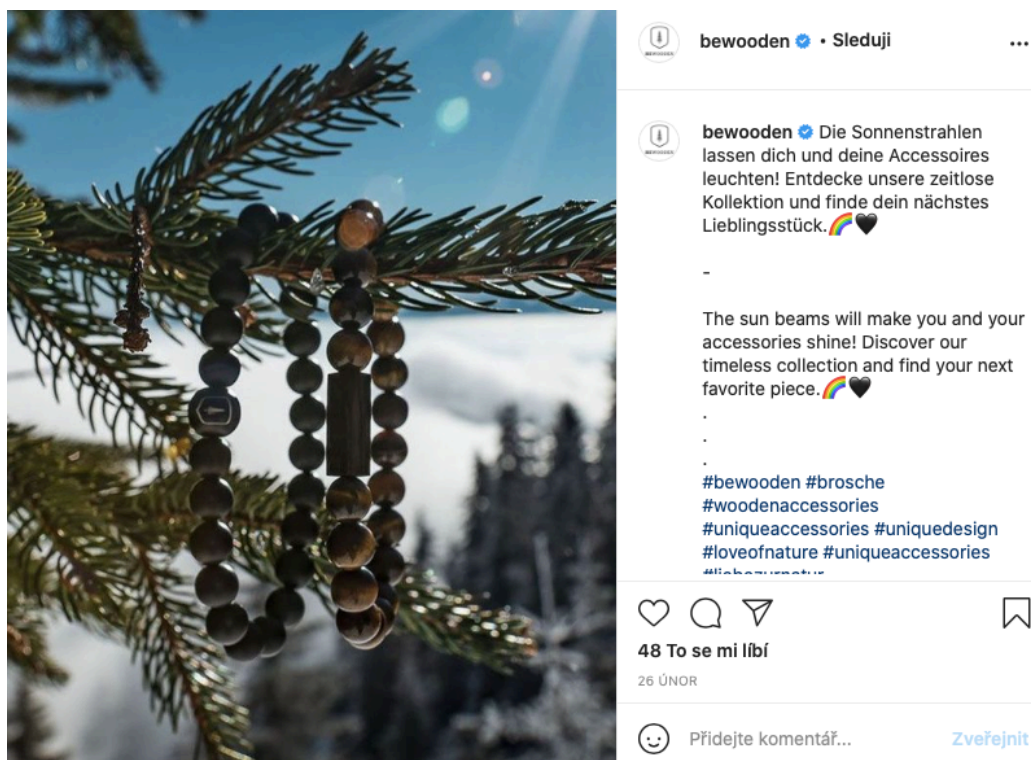 bewooden • Sleduji
bewooden Die Sonnenstrahlen
lassen dich und deine Accessoires
leuchten! Entdecke unsere zeitlose
Kollektion und finde dein nächstes
Lieblingsstück.🌈🖤
-
The sun beams will make you and your
accessories shine! Discover our
timeless collection and find your next
favorite piece.🌈🖤
.
.
.
#bewooden #brosche
#woodenaccessories
#uniqueaccessories #uniquedesign
#loveofnature #uniqueaccessories
#liebezurnatur
48 To se mi líbí
26 ÚNOR
Přidejte komentář...
Zveřejnit